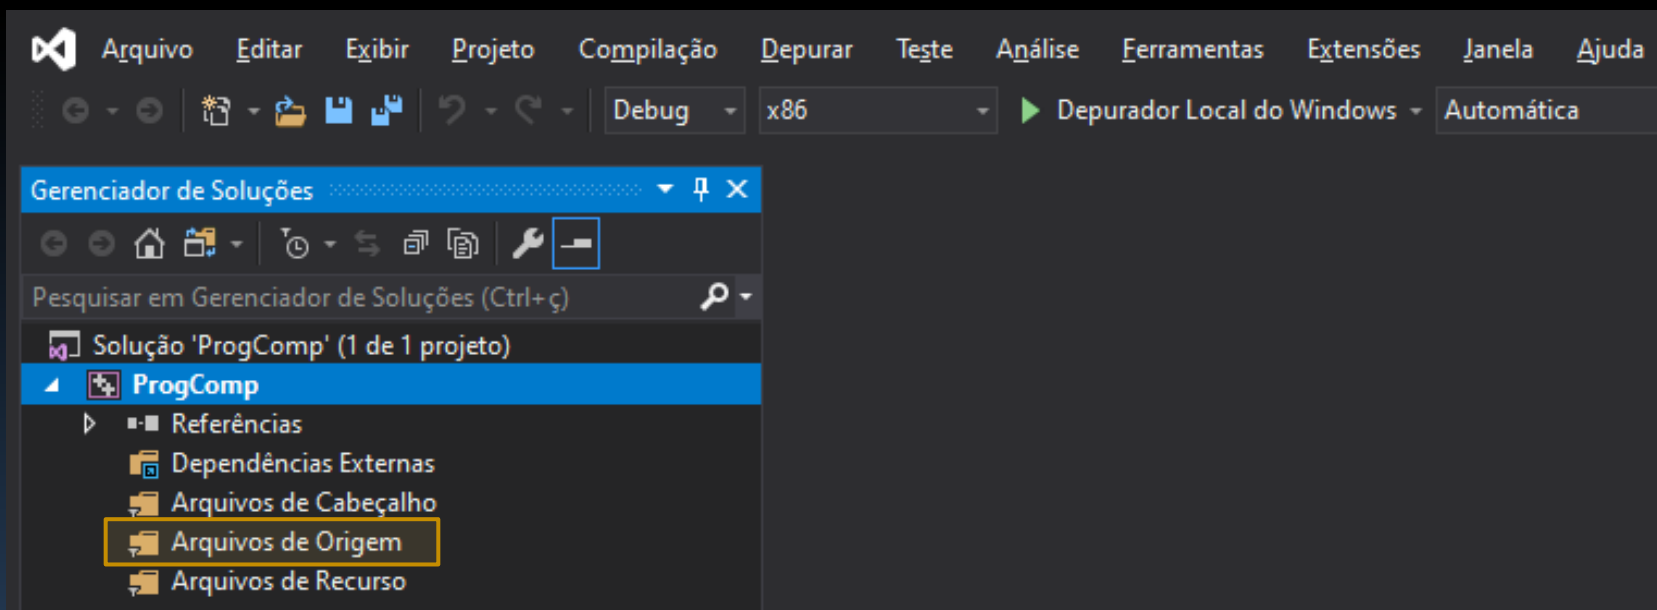 Arquivo Editar Exibir Projeto Compilação Depurar Teste Análise Ferramentas Extensões Janela Ajuda
Debug x86 Depurador Local do Windows Automática
Gerenciador de Soluções
Pesquisar em Gerenciador de Soluções (Ctrl+ç)
Solução 'ProgComp' (1 de 1 projeto)
ProgComp
Referências
Dependências Externas
Arquivos de Cabeçalho
Arquivos de Origem
Arquivos de Recurso